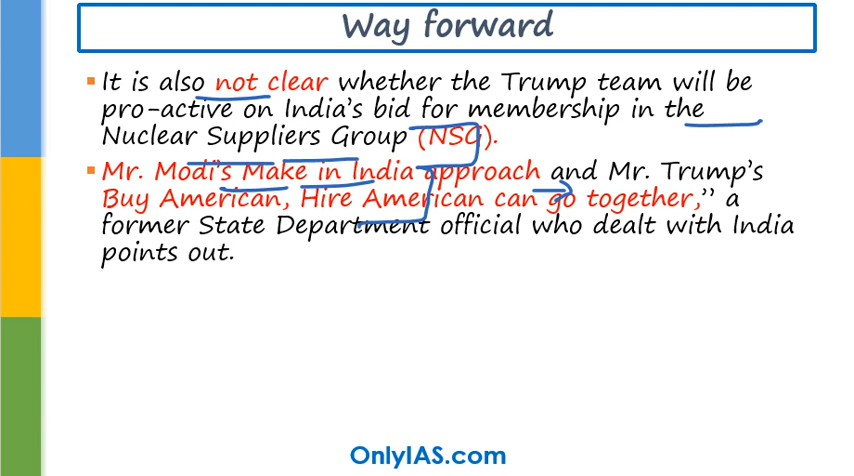 Way forward
It is also not clear whether the Trump team will be
pro-active on India's bid for membership in the
Nuclear Suppliers Group (NSG).
Mr. Modi's Make in India approach and Mr. Trump's
Buy American, Hire American can go together," a
former State Department official who dealt with India
points out.
OnlyIAS.com